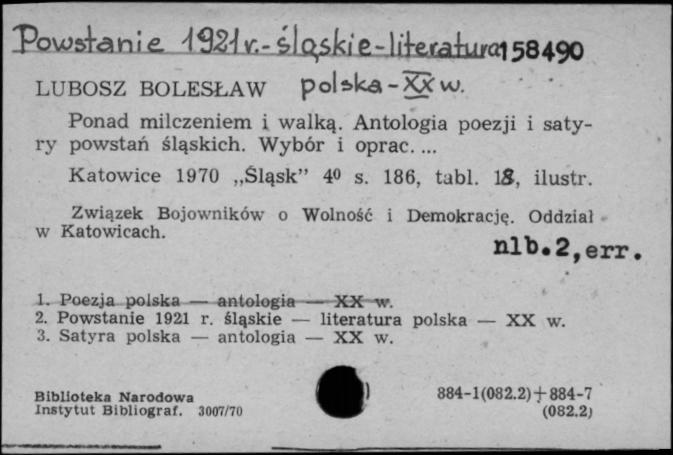 Powstanie 1921 r.-śląskie-literatura 158490
LUBOSZ BOLESŁAW polska-XX w.
Ponad milczeniem i walką. Antologia poezji i saty-
ry powstań śląskich. Wybór i oprac. ...
Katowice 1970 „Śląsk” 4⁰ s. 186, tabl. 18, ilustr.
Związek Bojowników o Wolność i Demokrację. Oddział
w Katowicach.
nlb.2,err.
1. Poezja polska — antologia — XX w.
2. Powstanie 1921 r. śląskie — literatura polska — XX w.
3. Satyra polska — antologia — XX w.
Biblioteka Narodowa 884-1(082.2)+884-7
Instytut Bibliograf. 3007/70 (082.2)